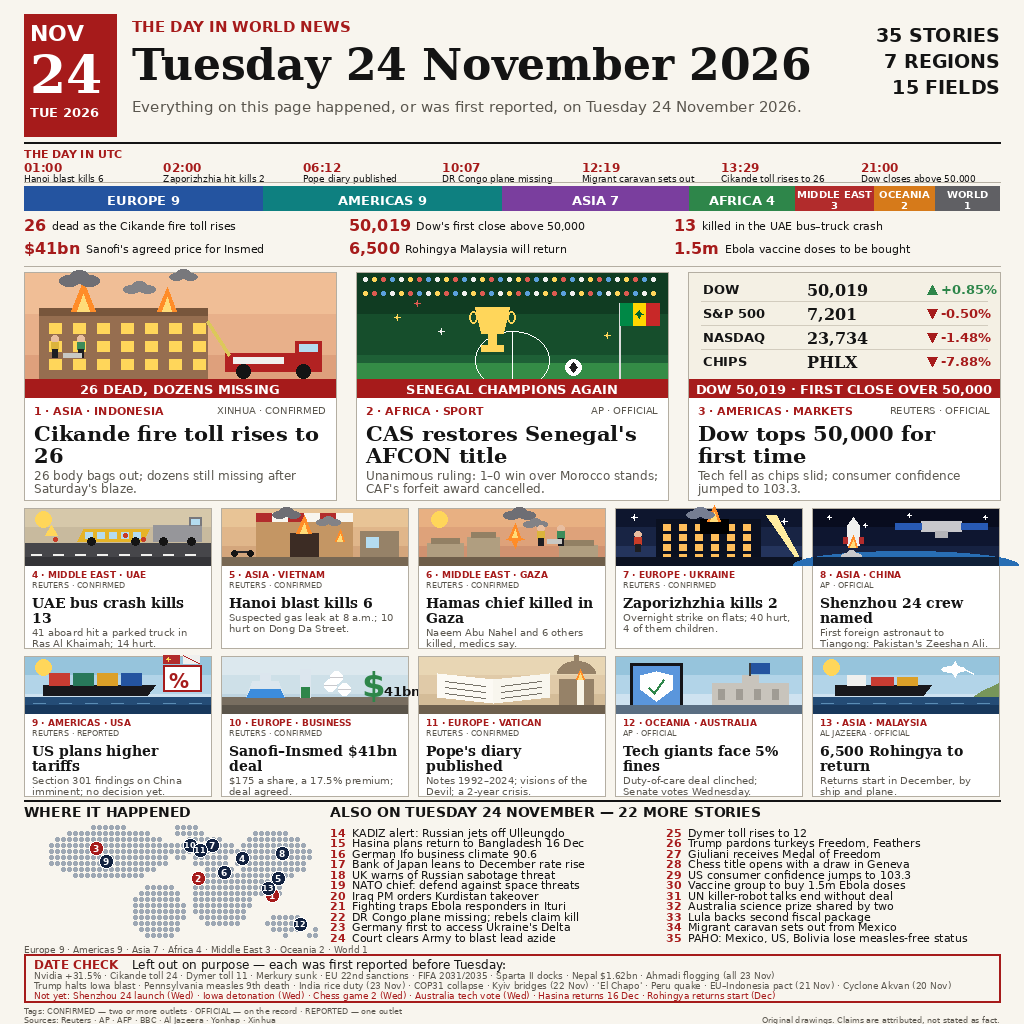 NOV
24
TUE 2026
THE DAY IN WORLD NEWS
Tuesday 24 November 2026
Everything on this page happened, or was first reported, on Tuesday 24 November 2026.
35 STORIES
7 REGIONS
15 FIELDS
THE DAY IN UTC
01:00 02:00 06:12 10:07 12:19 13:29 21:00
Hanoi blast kills 6 Zaporizhzhia hit kills 2 Pope diary published DR Congo plane missing Migrant caravan sets out Cikande toll rises to 26 Dow closes above 50,000
EUROPE 9 AMERICAS 9 ASIA 7 AFRICA 4 MIDDLE EAST 3 OCEANIA 2 WORLD 1
26 dead as the Cikande fire toll rises
50,019 Dow's first close above 50,000
13 killed in the UAE bus–truck crash
$41bn Sanofi's agreed price for Insmed
6,500 Rohingya Malaysia will return
1.5m Ebola vaccine doses to be bought
26 DEAD, DOZENS MISSING
1 · ASIA · INDONESIA XINHUA · CONFIRMED
Cikande fire toll rises to
26
26 body bags out; dozens still missing after
Saturday's blaze.
SENEGAL CHAMPIONS AGAIN
2 · AFRICA · SPORT AP · OFFICIAL
CAS restores Senegal's
AFCON title
Unanimous ruling: 1–0 win over Morocco stands;
CAF's forfeit award cancelled.
DOW 50,019 ▲+0.85%
S&P 500 7,201 ▼-0.50%
NASDAQ 23,734 ▼-1.48%
CHIPS PHLX ▼-7.88%
DOW 50,019 · FIRST CLOSE OVER 50,000
3 · AMERICAS · MARKETS REUTERS · OFFICIAL
Dow tops 50,000 for
first time
Tech fell as chips slid; consumer confidence
jumped to 103.3.
4 · MIDDLE EAST · UAE
REUTERS · CONFIRMED
UAE bus crash kills
13
41 aboard hit a parked truck in
Ras Al Khaimah; 14 hurt.
5 · ASIA · VIETNAM
REUTERS · CONFIRMED
Hanoi blast kills 6
Suspected gas leak at 8 a.m.; 10
hurt on Dong Da Street.
6 · MIDDLE EAST · GAZA
REUTERS · CONFIRMED
Hamas chief killed in
Gaza
Naeem Abu Nahel and 6 others
killed, medics say.
7 · EUROPE · UKRAINE
REUTERS · CONFIRMED
Zaporizhzhia kills 2
Overnight strike on flats; 40 hurt,
4 of them children.
8 · ASIA · CHINA
AP · OFFICIAL
Shenzhou 24 crew
named
First foreign astronaut to
Tiangong: Pakistan's Zeeshan Ali.
%
9 · AMERICAS · USA
REUTERS · REPORTED
US plans higher
tariffs
Section 301 findings on China
imminent; no decision yet.
$41bn
10 · EUROPE · BUSINESS
REUTERS · CONFIRMED
Sanofi–Insmed $41bn
deal
$175 a share, a 17.5% premium;
deal agreed.
11 · EUROPE · VATICAN
REUTERS · CONFIRMED
Pope's diary
published
Notes 1992–2024; visions of the
Devil; a 2-year crisis.
12 · OCEANIA · AUSTRALIA
AP · OFFICIAL
Tech giants face 5%
fines
Duty-of-care deal clinched;
Senate votes Wednesday.
13 · ASIA · MALAYSIA
AL JAZEERA · OFFICIAL
6,500 Rohingya to
return
Returns start in December, by
ship and plane.
WHERE IT HAPPENED
3
9
10
11
7
4
8
2
6
5
13
1
12
Europe 9 · Americas 9 · Asia 7 · Africa 4 · Middle East 3 · Oceania 2 · World 1
ALSO ON TUESDAY 24 NOVEMBER — 22 MORE STORIES
14 KADIZ alert: Russian jets off Ulleungdo
15 Hasina plans return to Bangladesh 16 Dec
16 German Ifo business climate 90.6
17 Bank of Japan leans to December rate rise
18 UK warns of Russian sabotage threat
19 NATO chief: defend against space threats
20 Iraq PM orders Kurdistan takeover
21 Fighting traps Ebola responders in Ituri
22 DR Congo plane missing; rebels claim kill
23 Germany first to access Ukraine's Delta
24 Court clears Army to blast lead azide
25 Dymer toll rises to 12
26 Trump pardons turkeys Freedom, Feathers
27 Giuliani receives Medal of Freedom
28 Chess title opens with a draw in Geneva
29 US consumer confidence jumps to 103.3
30 Vaccine group to buy 1.5m Ebola doses
31 UN killer-robot talks end without deal
32 Australia science prize shared by two
33 Lula backs second fiscal package
34 Migrant caravan sets out from Mexico
35 PAHO: Mexico, US, Bolivia lose measles-free status
DATE CHECK Left out on purpose — each was first reported before Tuesday:
Nvidia +31.5% · Cikande toll 24 · Dymer toll 11 · Merkury sunk · EU 22nd sanctions · FIFA 2031/2035 · Sparta II docks · Nepal $1.62bn · Ahmadi flogging (all 23 Nov)
Trump halts Iowa blast · Pennsylvania measles 9th death · India rice duty (23 Nov) · COP31 collapse · Kyiv bridges (22 Nov) · 'El Chapo' · Peru quake · EU–Indonesia pact (21 Nov) · Cyclone Akvan (20 Nov)
Not yet: Shenzhou 24 launch (Wed) · Iowa detonation (Wed) · Chess game 2 (Wed) · Australia tech vote (Wed) · Hasina returns 16 Dec · Rohingya returns start (Dec)
Tags: CONFIRMED — two or more outlets · OFFICIAL — on the record · REPORTED — one outlet
Sources: Reuters · AP · AFP · BBC · Al Jazeera · Yonhap · Xinhua
Original drawings. Claims are attributed, not stated as fact.